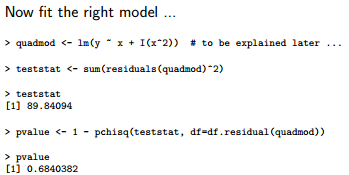 Now fit the right model ...
> quadmod <- lm(y ~ x + I(x^2)) # to be explained later ...
> teststat <- sum(residuals(quadmod)^2)
> teststat
[1] 89.84094
> pvalue <- 1 - pchisq(teststat, df=df.residual(quadmod))
> pvalue
[1] 0.6840382